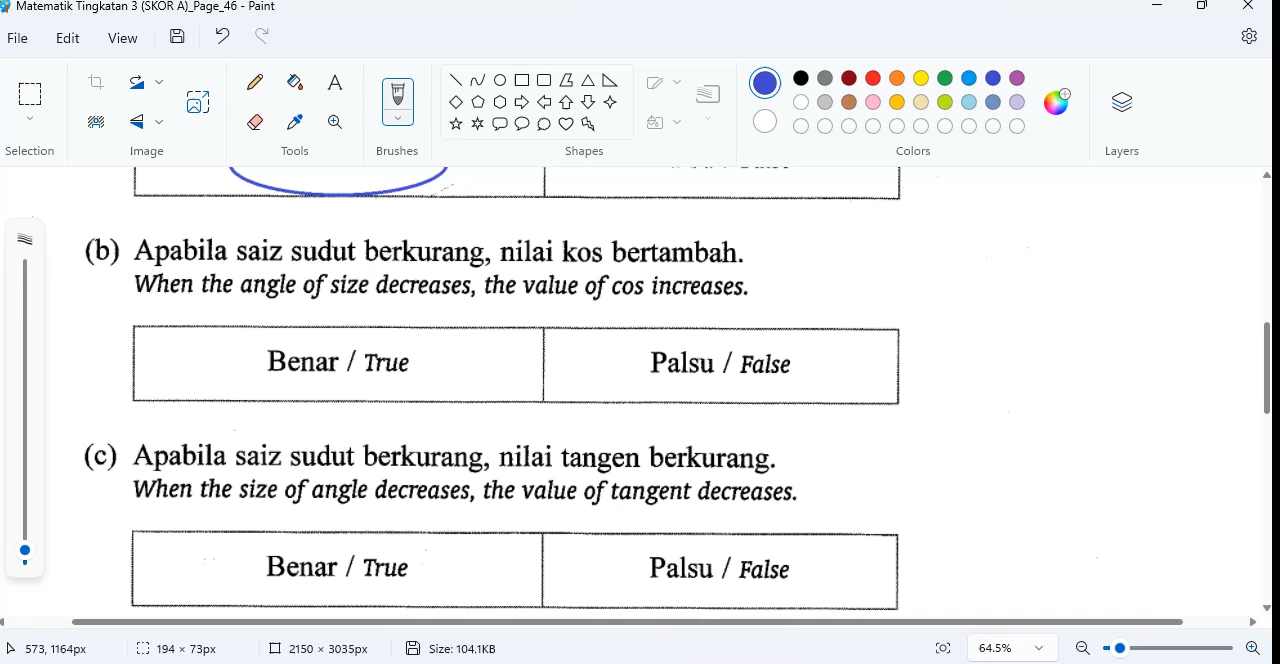 Matematik Tingkatan 3 (SKOR A)_Page_46 - Paint
File Edit View
Selection Image Tools Brushes Shapes Colors Layers
(b) Apabila saiz sudut berkurang, nilai kos bertambah.
When the angle of size decreases, the value of cos increases.
Benar / True Palsu / False
(c) Apabila saiz sudut berkurang, nilai tangen berkurang.
When the size of angle decreases, the value of tangent decreases.
Benar / True Palsu / False
573, 1164px 194 × 73px 2150 × 3035px Size: 104.1KB 64.5%